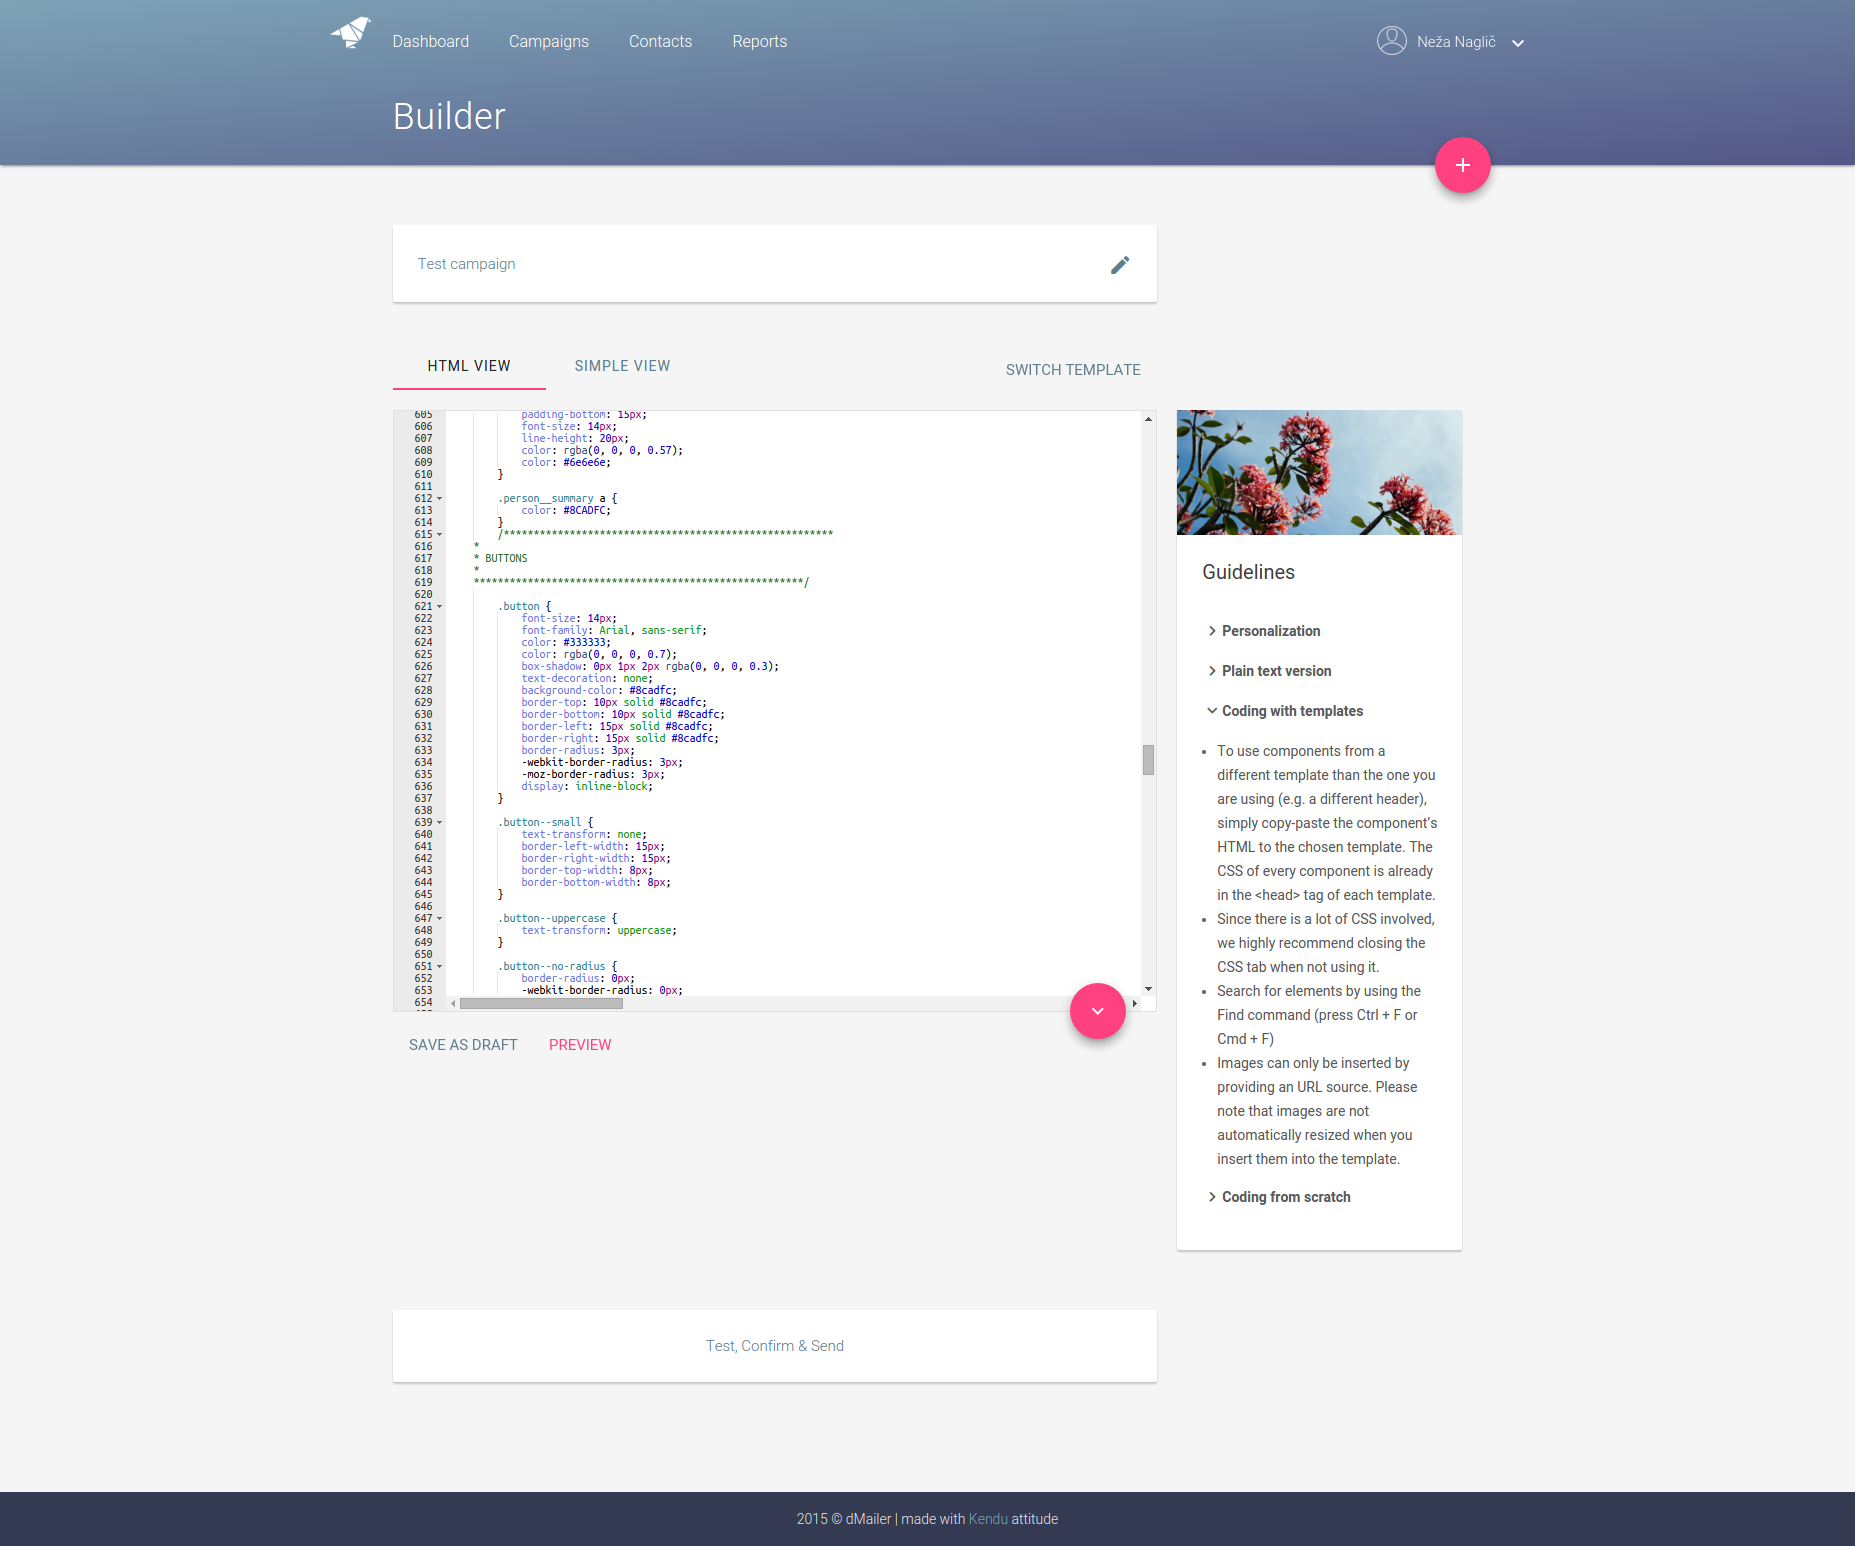 Dashboard Campaigns Contacts Reports Neža Naglič
Builder
Test campaign
HTML VIEW SIMPLE VIEW SWITCH TEMPLATE
605 padding-bottom: 15px;
606 font-size: 14px;
607 line-height: 20px;
608 color: rgba(0, 0, 0, 0.57);
609 color: #6e6e6e;
610 }
611
612 .person__summary a {
613 color: #8CADFC;
614 }
615 /*******************************************************
616 *
617 * BUTTONS
618 *
619 *******************************************************/
620
621 .button {
622 font-size: 14px;
623 font-family: Arial, sans-serif;
624 color: #333333;
625 color: rgba(0, 0, 0, 0.7);
626 box-shadow: 0px 1px 2px rgba(0, 0, 0, 0.3);
627 text-decoration: none;
628 background-color: #8cadfc;
629 border-top: 10px solid #8cadfc;
630 border-bottom: 10px solid #8cadfc;
631 border-left: 15px solid #8cadfc;
632 border-right: 15px solid #8cadfc;
633 border-radius: 3px;
634 -webkit-border-radius: 3px;
635 -moz-border-radius: 3px;
636 display: inline-block;
637 }
638
639 .button--small {
640 text-transform: none;
641 border-left-width: 15px;
642 border-right-width: 15px;
643 border-top-width: 8px;
644 border-bottom-width: 8px;
645 }
646
647 .button--uppercase {
648 text-transform: uppercase;
649 }
650
651 .button--no-radius {
652 border-radius: 0px;
653 -webkit-border-radius: 0px;
654
SAVE AS DRAFT PREVIEW
Guidelines
Personalization
Plain text version
Coding with templates
• To use components from a
different template than the one you
are using (e.g. a different header),
simply copy-paste the component's
HTML to the chosen template. The
CSS of every component is already
in the <head> tag of each template.
• Since there is a lot of CSS involved,
we highly recommend closing the
CSS tab when not using it.
• Search for elements by using the
Find command (press Ctrl + F or
Cmd + F)
• Images can only be inserted by
providing an URL source. Please
note that images are not
automatically resized when you
insert them into the template.
Coding from scratch
Test, Confirm & Send
2015 © dMailer | made with Kendu attitude